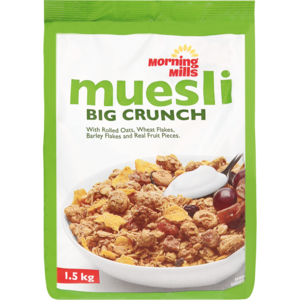 Morning
Mills
muesli
BIG CRUNCH
With Rolled Oats, Wheat Flakes,
Barley Flakes and Real Fruit Pieces.
1.5 kg